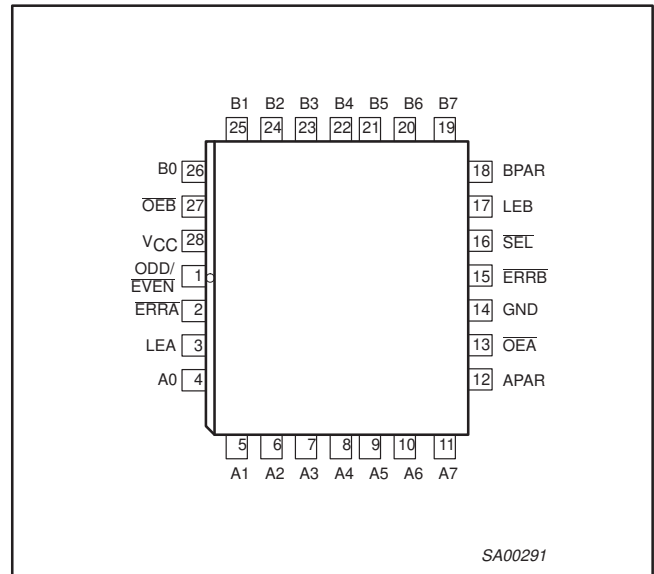 B1 B2 B3 B4 B5 B6 B7
25 24 23 22 21 20 19
B0 26 18 BPAR
OEB 27 17 LEB
VCC 28 16 SEL
ODD/
EVEN 1 15 ERRB
ERRA 2 14 GND
LEA 3 13 OEA
A0 4 12 APAR
5 6 7 8 9 10 11
A1 A2 A3 A4 A5 A6 A7
SA00291